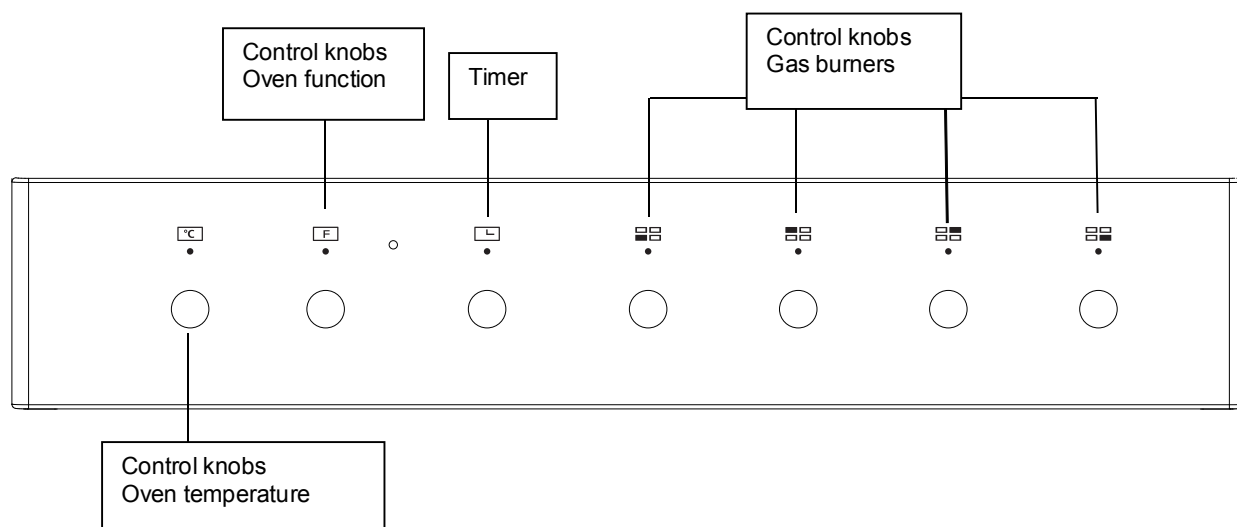 Control knobs
Oven function
Timer
Control knobs
Gas burners
°C
F
Control knobs
Oven temperature